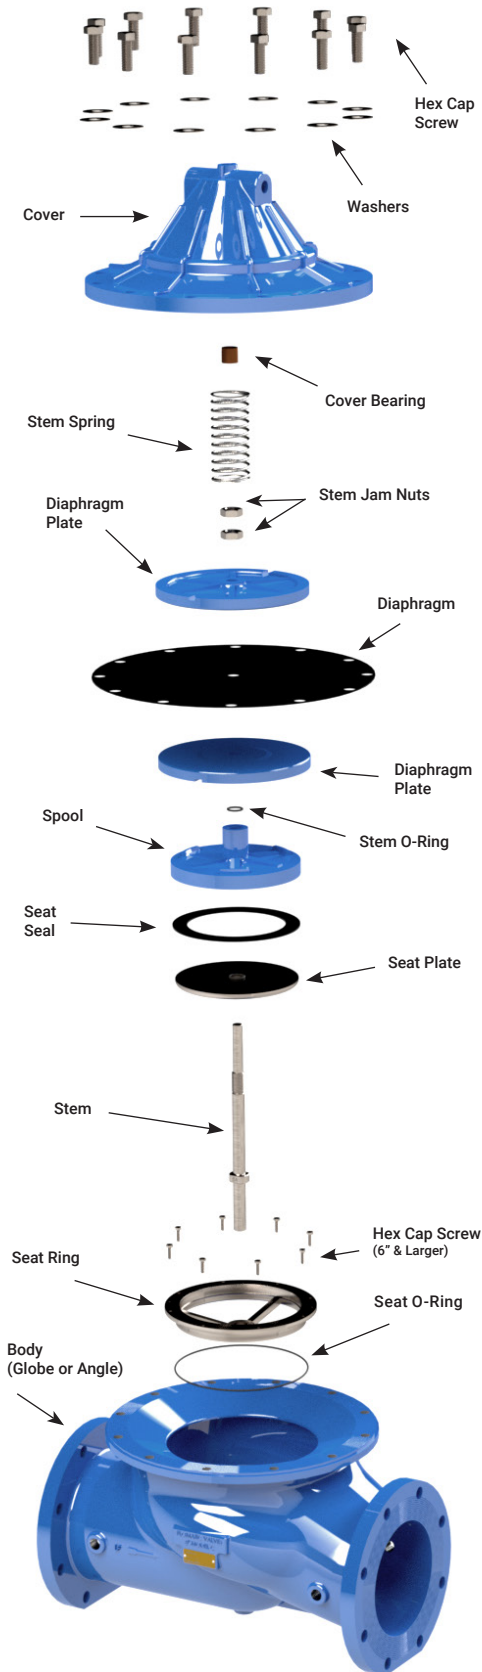 Hex Cap
Screw
Washers
Cover
Cover Bearing
Stem Spring
Stem Jam Nuts
Diaphragm
Plate
Diaphragm
Diaphragm
Plate
Stem O-Ring
Spool
Seat
Seal
Seat Plate
Stem
Hex Cap Screw
(6" & Larger)
Seat Ring
Seat O-Ring
Body
(Globe or Angle)